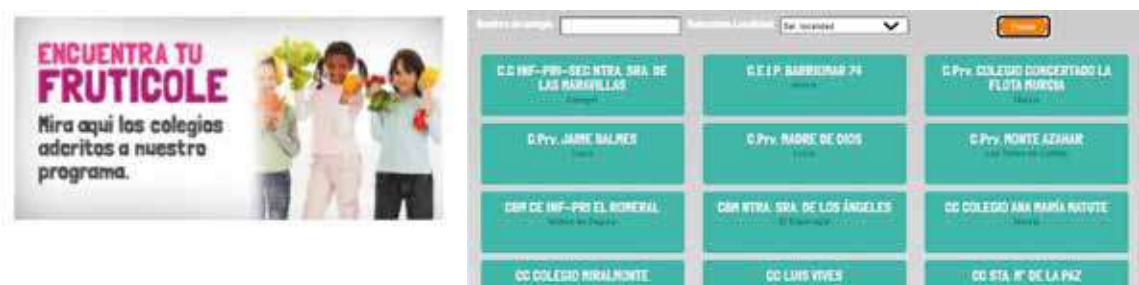 ENCUENTRA TU
FRUTICOLE
Mira aquí los colegios
adcritos a nuestro
programa.
Sel. localidad
C.C INF-PRI-SEC NTRA. SRA. DE
LAS MARAVILLAS
C.E.I.P. BARRIOMAR 74
C.Prv. COLEGIO CONCERTADO LA
FLOTA MURCIA
C.Prv. JAIME BALMES
C.Prv. MADRE DE DIOS
C.Prv. MONTE AZAHAR
CBM CE INF-PRI EL ROMERAL
CBM NTRA. SRA. DE LOS ÁNGELES
CC COLEGIO ANA MARÍA MATUTE
CC COLEGIO MIRALMONTE
CC LUIS VIVES
CC STA. Mª DE LA PAZ